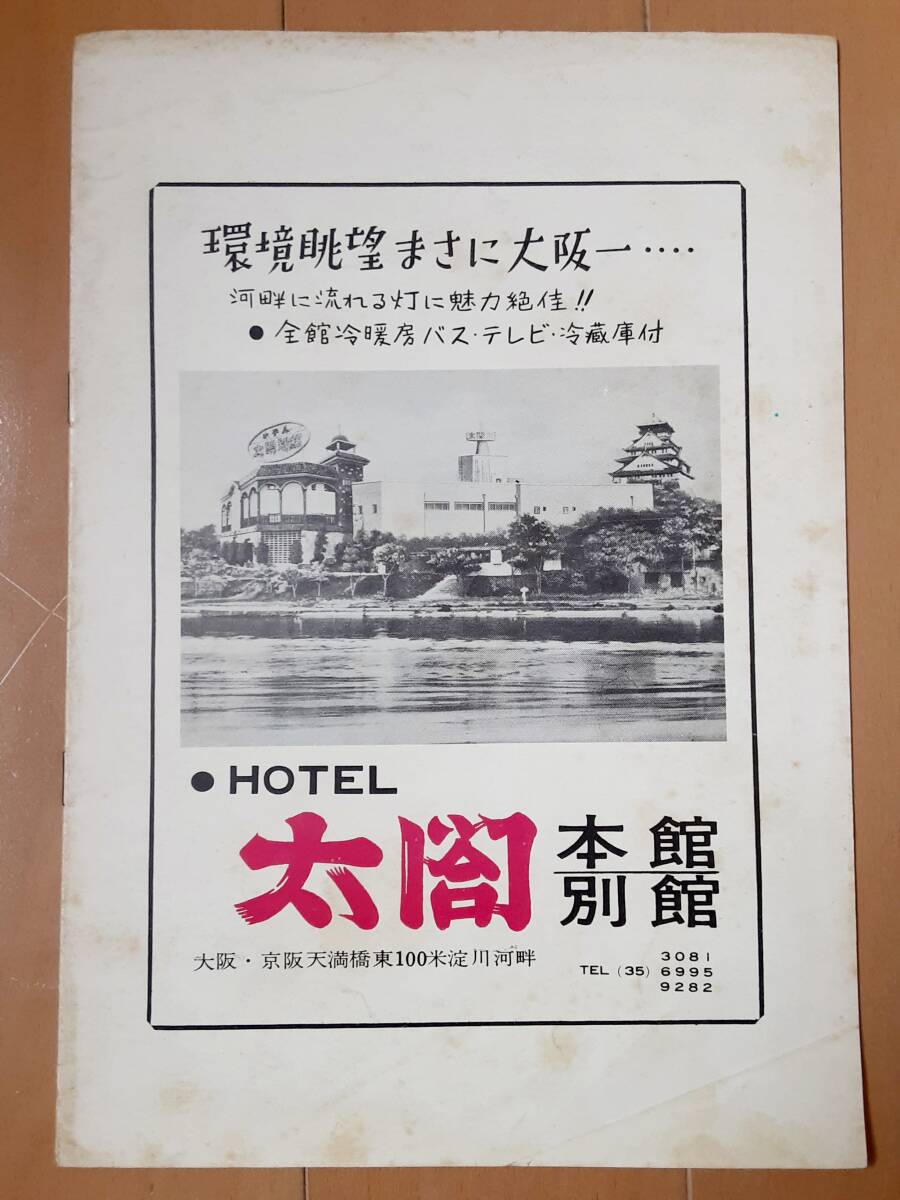 環境眺望まさに大阪一‥‥
河畔に流れる灯に魅力絶佳!!
● 全館冷暖房バス・テレビ・冷蔵庫付
● HOTEL
太閤
本館
別館
大阪・京阪天満橋東100米淀川河畔
TEL (35) 3081
6995
9282